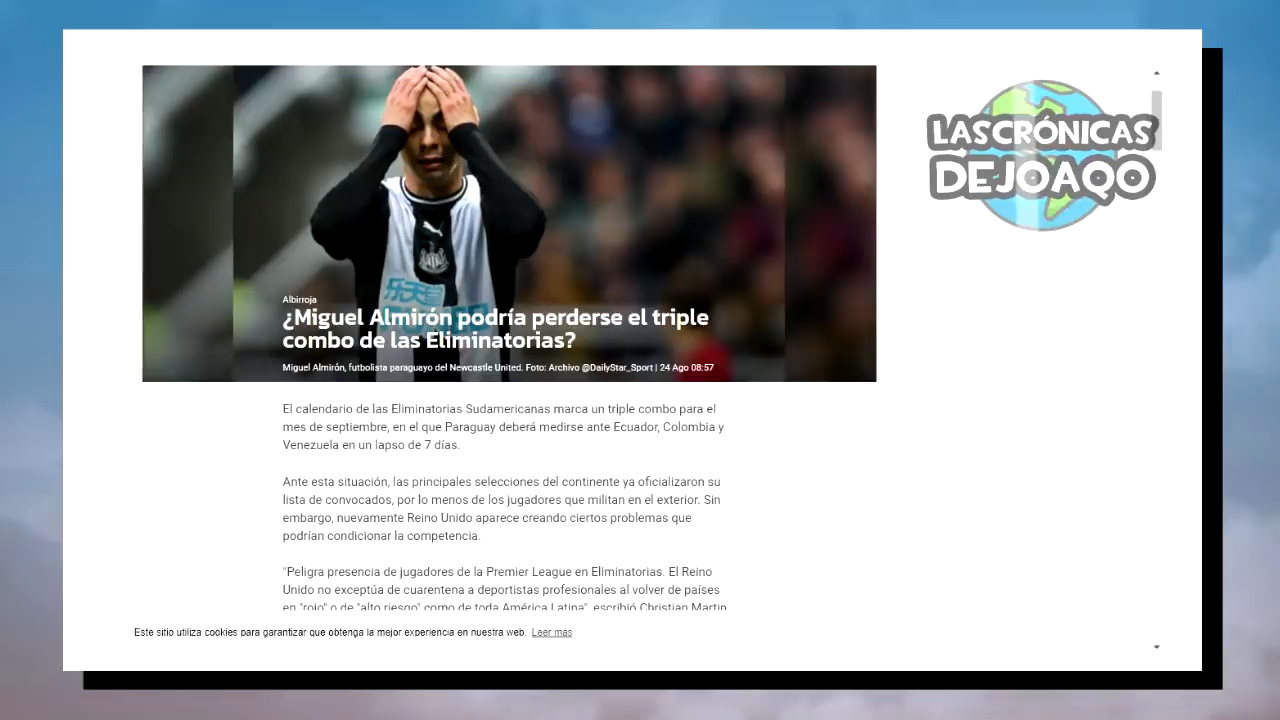 LAS CRÓNICAS
DE JOAQO
乐天堂
Albirroja
¿Miguel Almirón podría perderse el triple
combo de las Eliminatorias?
Miguel Almirón, futbolista paraguayo del Newcastle United. Foto: Archivo @DailyStar_Sport | 24 Ago 08:57
El calendario de las Eliminatorias Sudamericanas marca un triple combo para el
mes de septiembre, en el que Paraguay deberá medirse ante Ecuador, Colombia y
Venezuela en un lapso de 7 días.
Ante esta situación, las principales selecciones del continente ya oficializaron su
lista de convocados, por lo menos de los jugadores que militan en el exterior. Sin
embargo, nuevamente Reino Unido aparece creando ciertos problemas que
podrían condicionar la competencia.
"Peligra presencia de jugadores de la Premier League en Eliminatorias. El Reino
Unido no exceptúa de cuarentena a deportistas profesionales al volver de países
en "rojo" o de "alto riesgo" como de toda América Latina", escribió Christian Martin
Este sitio utiliza cookies para garantizar que obtenga la mejor experiencia en nuestra web. Leer más